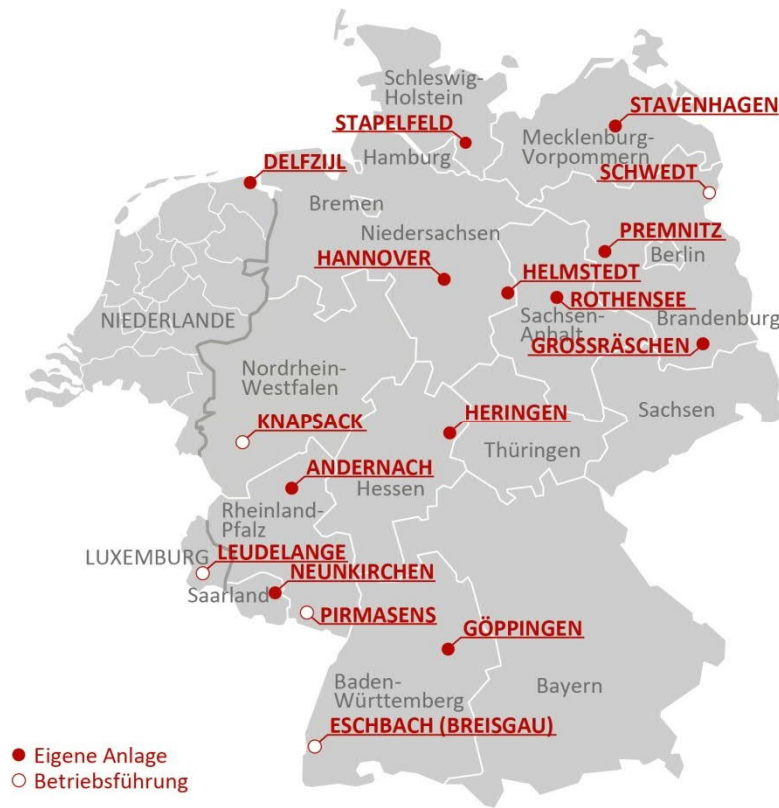 Schleswig-
Holstein
STAVENHAGEN
STAPELFELD
Mecklenburg-
Vorpommern
Hamburg
DELFZIJL
SCHWEDT
Bremen
Niedersachsen
PREMNITZ
Berlin
HANNOVER
HELMSTEDT
ROTHENSEE
NIEDERLANDE
Sachsen-
Anhalt
Brandenburg
GROSSRÄSCHEN
Nordrhein-
Westfalen
Sachsen
KNAPSACK
HERINGEN
Thüringen
ANDERNACH
Hessen
Rheinland-
Pfalz
LUXEMBURG
LEUDELANGE
NEUNKIRCHEN
Saarland
PIRMASENS
GÖPPINGEN
Baden-
Württemberg
Bayern
ESCHBACH (BREISGAU)
Eigene Anlage
Betriebsführung